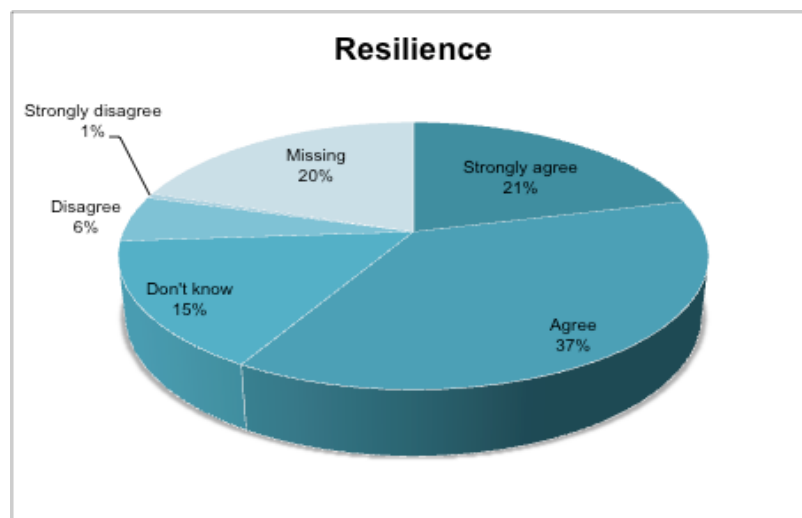 Resilience
Strongly disagree
1%
Missing
20%
Strongly agree
21%
Disagree
6%
Don't know
15%
Agree
37%